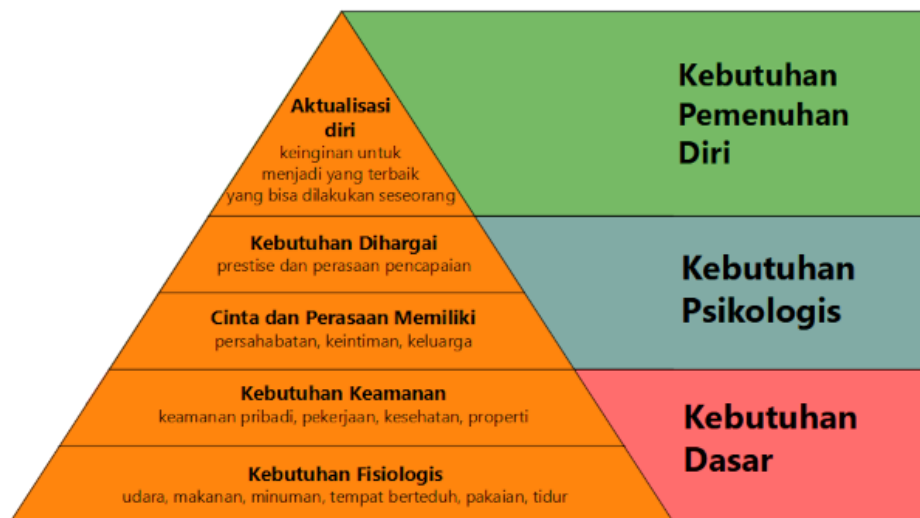 Aktualisasi
diri
keinginan untuk
menjadi yang terbaik
yang bisa dilakukan seseorang
Kebutuhan
Pemenuhan
Diri
Kebutuhan Dihargai
prestise dan perasaan pencapaian
Cinta dan Perasaan Memiliki
persahabatan, keintiman, keluarga
Kebutuhan
Psikologis
Kebutuhan Keamanan
keamanan pribadi, pekerjaan, kesehatan, properti
Kebutuhan Fisiologis
udara, makanan, minuman, tempat berteduh, pakaian, tidur
Kebutuhan
Dasar